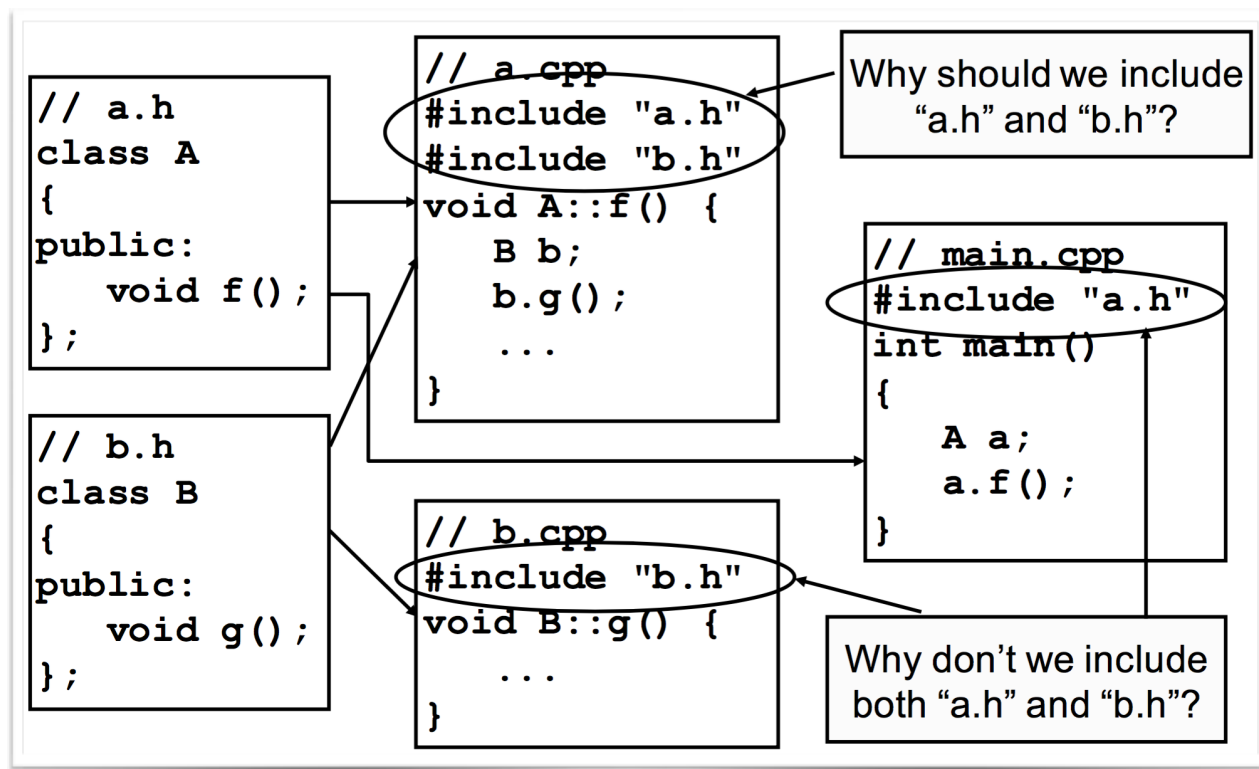 // a.h
class A
{
public:
void f();
};
// b.h
class B
{
public:
void g();
};
// a.cpp
#include "a.h"
#include "b.h"
void A::f() {
B b;
b.g();
...
}
// b.cpp
#include "b.h"
void B::g() {
...
}
Why should we include
“a.h” and “b.h”?
// main.cpp
#include "a.h"
int main()
{
A a;
a.f();
}
Why don’t we include
both “a.h” and “b.h”?